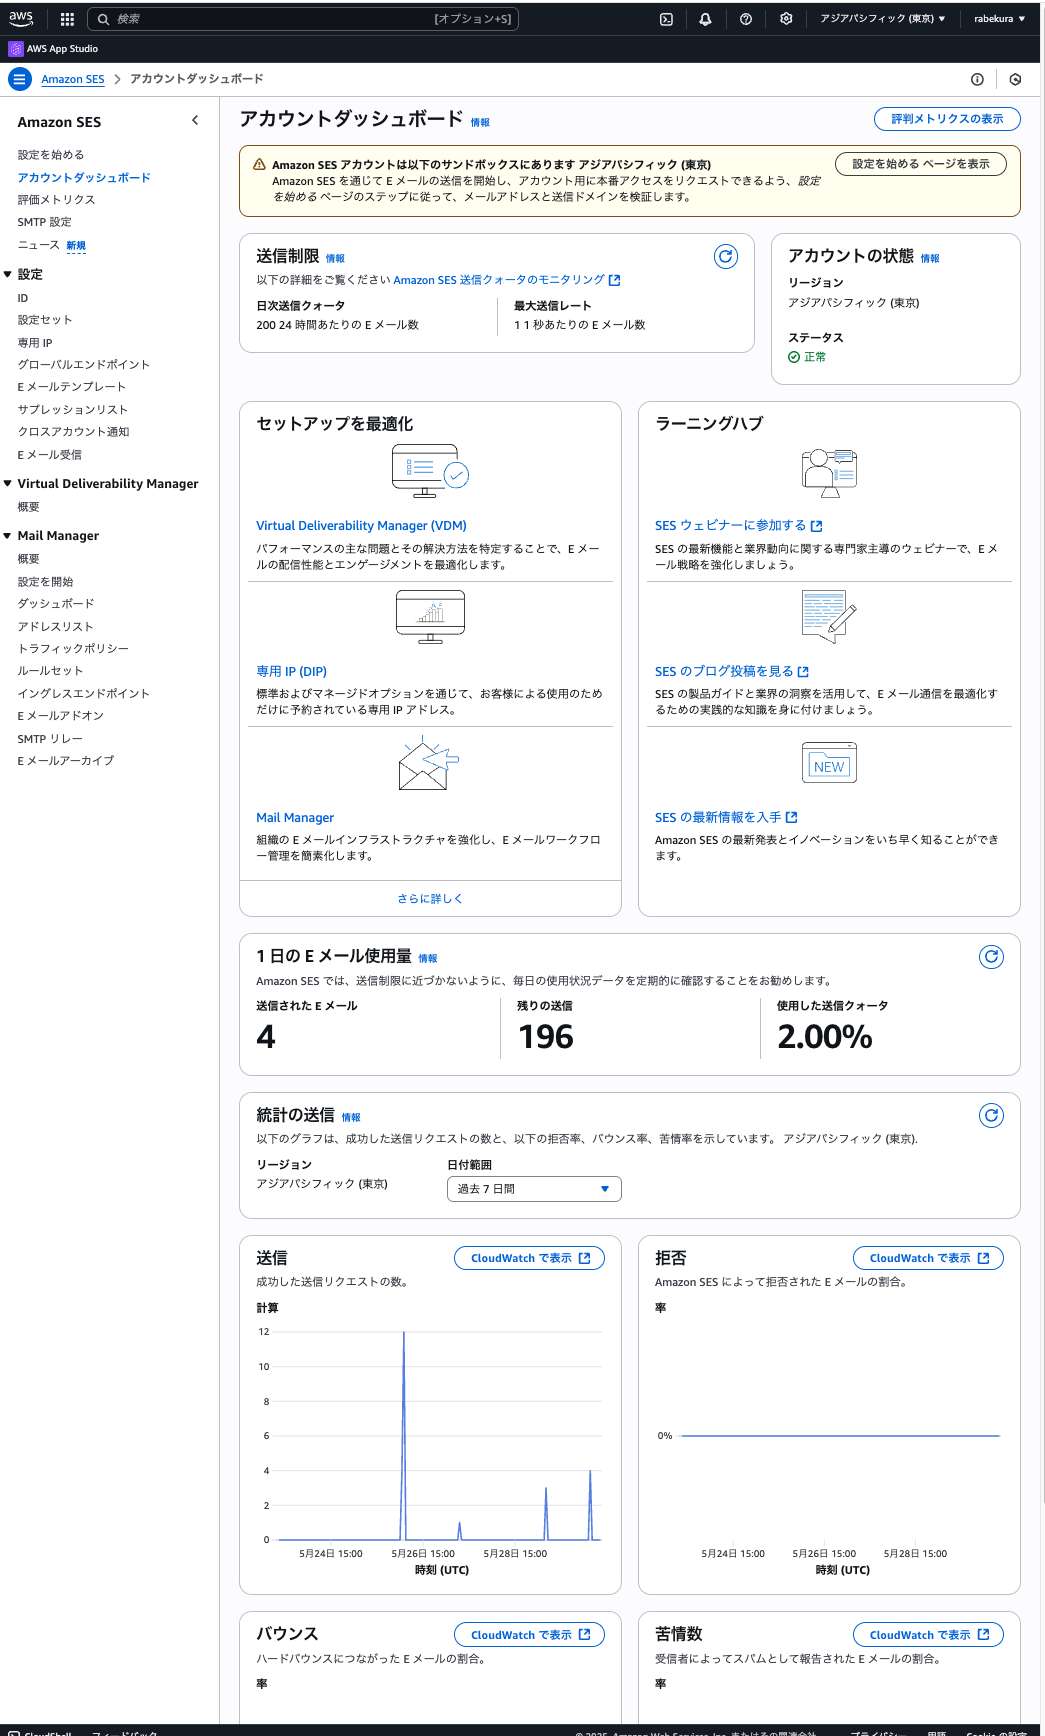 aws
検索
[オプション+S]
アジアパシフィック (東京) ▼
rabekura ▼
AWS App Studio
Amazon SES > アカウントダッシュボード
Amazon SES
設定を始める
アカウントダッシュボード
評価メトリクス
SMTP 設定
ニュース 新規
▼ 設定
ID
設定セット
専用 IP
グローバルエンドポイント
E メールテンプレート
サプレッションリスト
クロスアカウント通知
E メール受信
▼ Virtual Deliverability Manager
概要
▼ Mail Manager
概要
設定を開始
ダッシュボード
アドレスリスト
トラフィックポリシー
ルールセット
イングレスエンドポイント
E メールアドオン
SMTP リレー
E メールアーカイブ
アカウントダッシュボード 情報
評判メトリクスの表示
Amazon SES アカウントは以下のサンドボックスにあります アジアパシフィック (東京)
Amazon SES を通じて E メールの送信を開始し、アカウント用に本番アクセスをリクエストできるよう、設定
を始める ページのステップに従って、メールアドレスと送信ドメインを検証します。
設定を始める ページを表示
送信制限 情報
以下の詳細をご覧ください Amazon SES 送信クォータのモニタリング
日次送信クォータ
200 24 時間あたりの E メール数
最大送信レート
1 1 秒あたりの E メール数
アカウントの状態 情報
リージョン
アジアパシフィック (東京)
ステータス
正常
セットアップを最適化
Virtual Deliverability Manager (VDM)
パフォーマンスの主な問題とその解決方法を特定することで、E メー
ルの配信性能とエンゲージメントを最適化します。
専用 IP (DIP)
標準およびマネージドオプションを通じて、お客様による使用のため
だけに予約されている専用 IP アドレス。
Mail Manager
組織の E メールインフラストラクチャを強化し、E メールワークフロ
ー管理を簡素化します。
さらに詳しく
ラーニングハブ
SES ウェビナーに参加する
SES の最新機能と業界動向に関する専門家主導のウェビナーで、E メ
ール戦略を強化しましょう。
SES のブログ投稿を見る
SES の製品ガイドと業界の洞察を活用して、E メール通信を最適化す
るための実践的な知識を身に付けましょう。
NEW
SES の最新情報を入手
Amazon SES の最新発表とイノベーションをいち早く知ることができ
ます。
1 日の E メール使用量 情報
Amazon SES では、送信制限に近づかないように、毎日の使用状況データを定期的に確認することをお勧めします。
送信された E メール
4
残りの送信
196
使用した送信クォータ
2.00%
統計の送信 情報
以下のグラフは、成功した送信リクエストの数と、以下の拒否率、バウンス率、苦情率を示しています。 アジアパシフィック (東京).
リージョン
アジアパシフィック (東京)
日付範囲
過去 7 日間
送信
CloudWatch で表示
成功した送信リクエストの数。
計算
12
10
8
6
4
2
0
5月24日 15:00 5月26日 15:00 5月28日 15:00
時刻 (UTC)
拒否
CloudWatch で表示
Amazon SES によって拒否された E メールの割合。
率
0%
5月24日 15:00 5月26日 15:00 5月28日 15:00
時刻 (UTC)
バウンス
CloudWatch で表示
ハードバウンスにつながった E メールの割合。
率
苦情数
CloudWatch で表示
受信者によってスパムとして報告された E メールの割合。
率
CloudShell フィードバック
© 2025, Amazon Web Services, Inc. またはその関連会社 プライバシー 用語 Cookie の設定